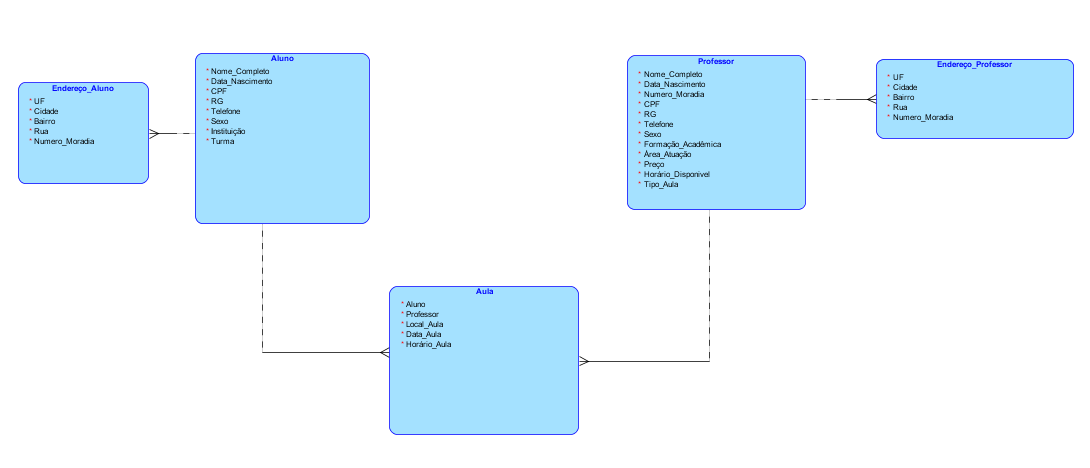 Endereço_Aluno
* UF
* Cidade
* Bairro
* Rua
* Numero_Moradia
Aluno
* Nome_Completo
* Data_Nascimento
* CPF
* RG
* Telefone
* Sexo
* Instituição
* Turma
Professor
* Nome_Completo
* Data_Nascimento
* Numero_Moradia
* CPF
* RG
* Telefone
* Sexo
* Formação_Acadêmica
* Área_Atuação
* Preço
* Horário_Disponivel
* Tipo_Aula
Endereço_Professor
* UF
* Cidade
* Bairro
* Rua
* Numero_Moradia
Aula
* Aluno
* Professor
* Local_Aula
* Data_Aula
* Horário_Aula